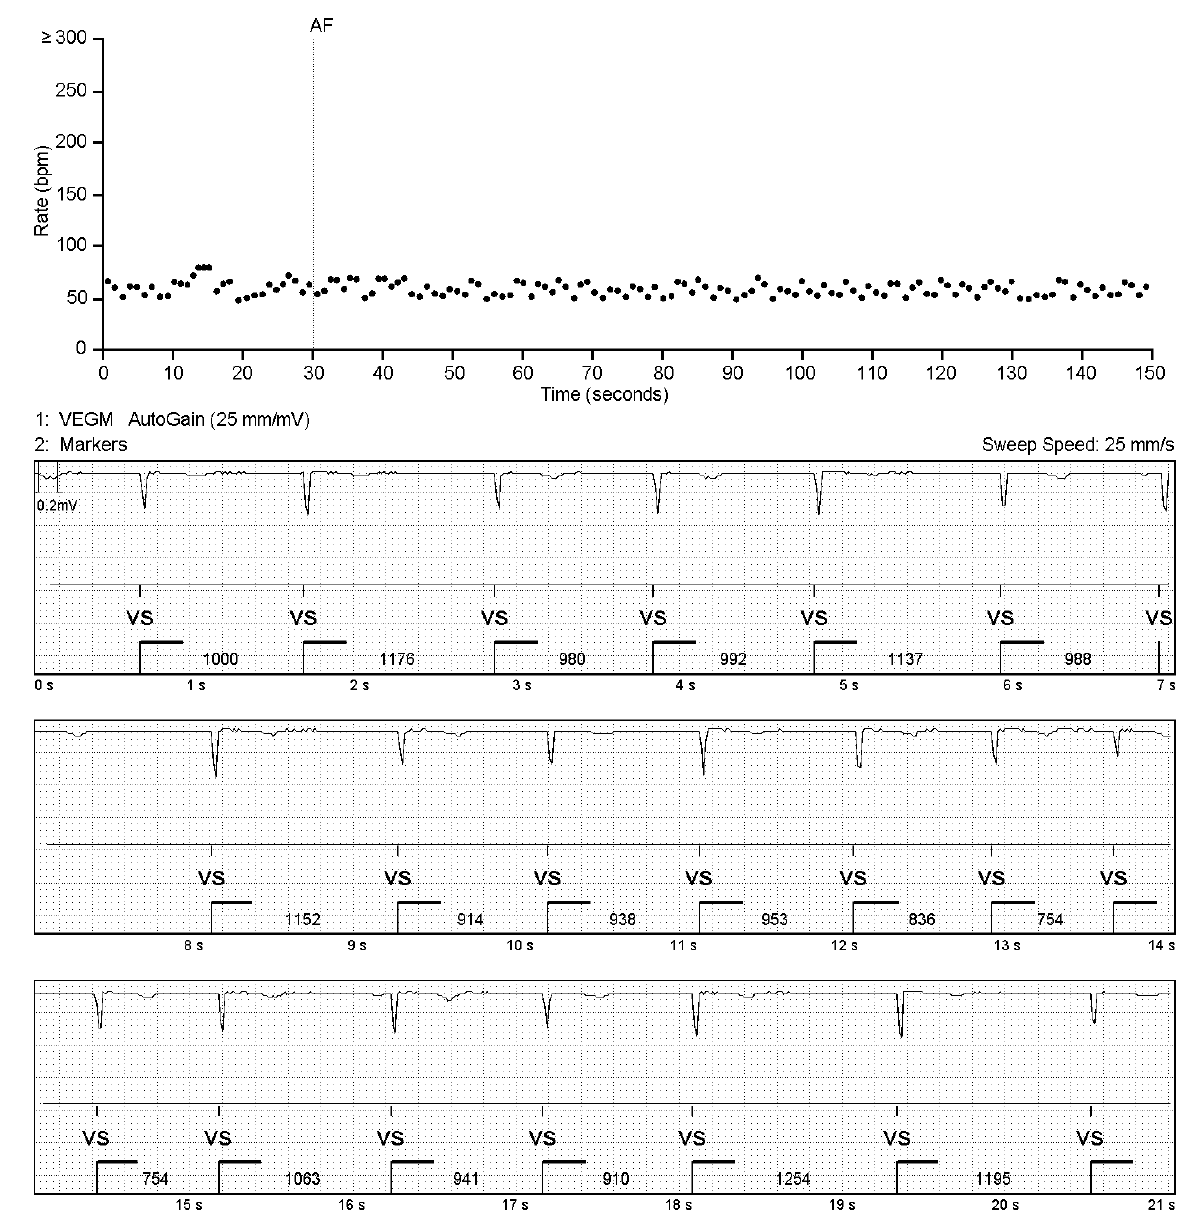 AF
≥ 300
250
200
150
100
50
0
Rate (bpm)
0 10 20 30 40 50 60 70 80 90 100 110 120 130 140 150
Time (seconds)
1: VEGM AutoGain (25 mm/mV)
2: Markers Sweep Speed: 25 mm/s
0.2mV
VS VS VS VS VS VS VS
1000 1176 980 992 1137 988
0 s 1 s 2 s 3 s 4 s 5 s 6 s 7 s
VS VS VS VS VS VS VS
1152 914 938 953 836 754
8 s 9 s 10 s 11 s 12 s 13 s 14 s
VS VS VS VS VS VS VS
754 1063 941 910 1254 1195
15 s 16 s 17 s 18 s 19 s 20 s 21 s